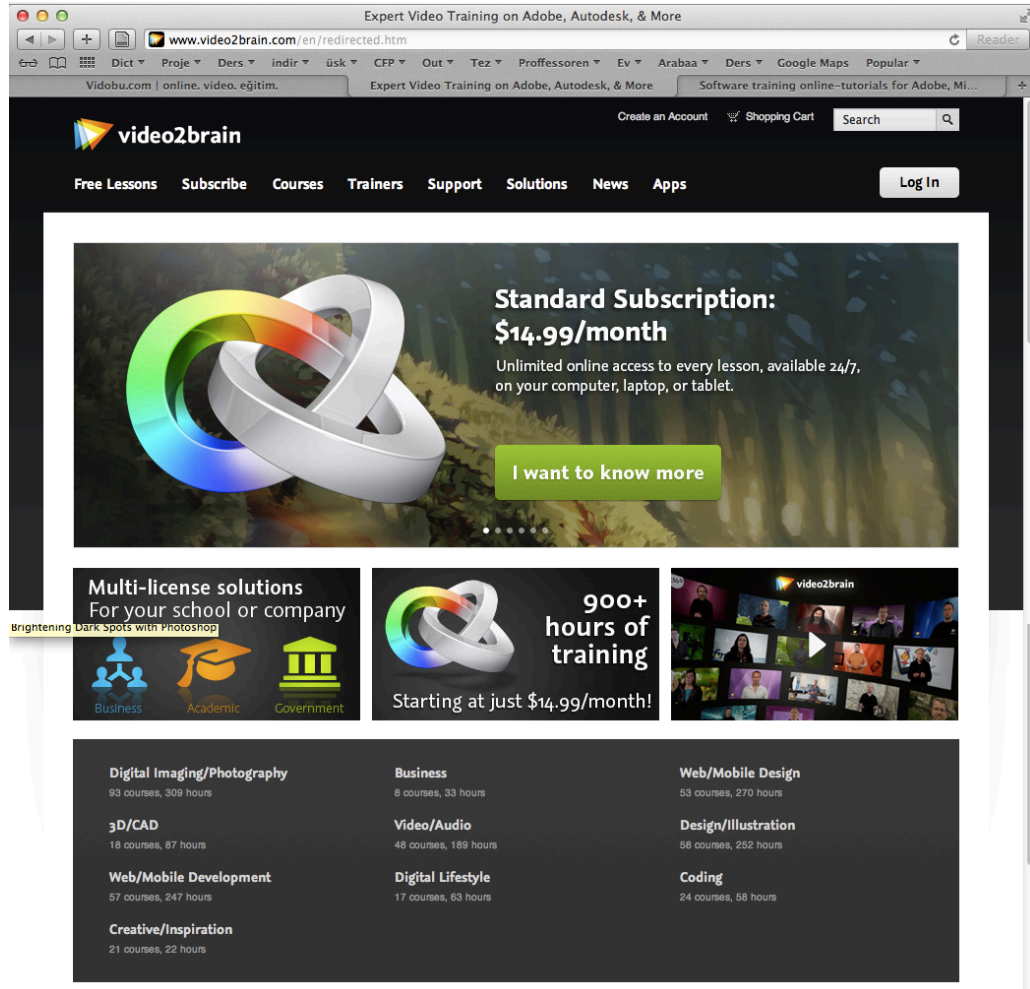 Expert Video Training on Adobe, Autodesk, & More
www.video2brain.com/en/redirected.htm
Reader
Dict Proje Ders indir üsk CFP Out Tez Proffessoren Ev Arabaa Ders Google Maps Popular
Vidobu.com | online. video. eğitim. Expert Video Training on Adobe, Autodesk, & More Software training online-tutorials for Adobe, Mi...
Create an Account Shopping Cart Search
video2brain
Free Lessons Subscribe Courses Trainers Support Solutions News Apps Log In
Standard Subscription:
$14.99/month
Unlimited online access to every lesson, available 24/7,
on your computer, laptop, or tablet.
I want to know more
Multi-license solutions
For your school or company
Brightening Dark Spots with Photoshop
Business Academic Government
900+
hours of
training
Starting at just $14.99/month!
video2brain
Digital Imaging/Photography Business Web/Mobile Design
93 courses, 309 hours 8 courses, 33 hours 53 courses, 270 hours
3D/CAD Video/Audio Design/Illustration
18 courses, 87 hours 48 courses, 189 hours 58 courses, 252 hours
Web/Mobile Development Digital Lifestyle Coding
57 courses, 247 hours 17 courses, 63 hours 24 courses, 58 hours
Creative/Inspiration
21 courses, 22 hours